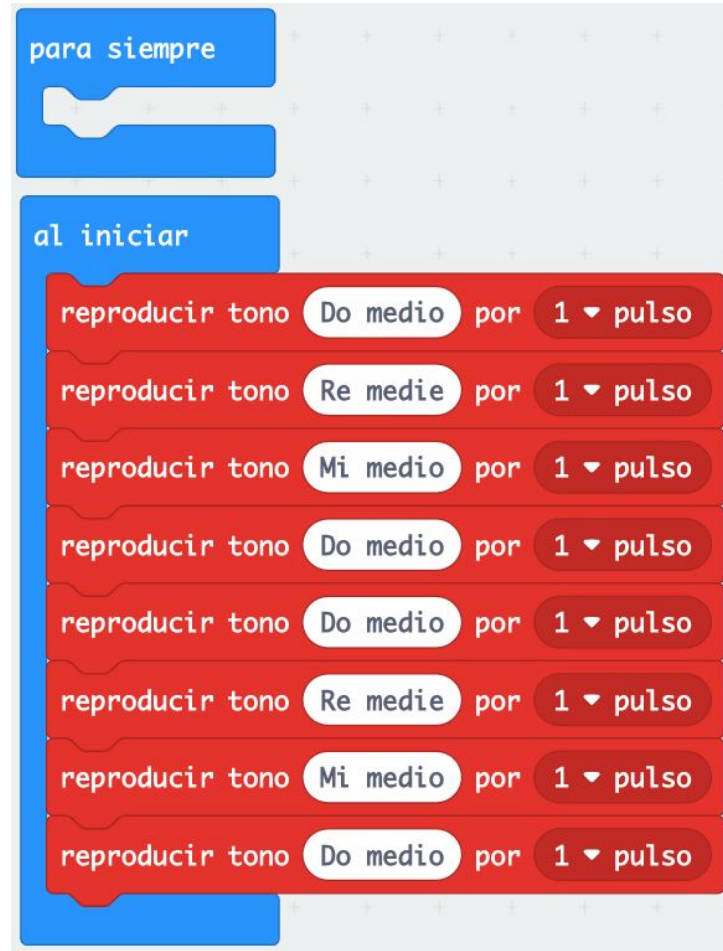 para siempre
al iniciar
reproducir tono Do medio por 1 pulso
reproducir tono Re medie por 1 pulso
reproducir tono Mi medio por 1 pulso
reproducir tono Do medio por 1 pulso
reproducir tono Do medio por 1 pulso
reproducir tono Re medie por 1 pulso
reproducir tono Mi medio por 1 pulso
reproducir tono Do medio por 1 pulso